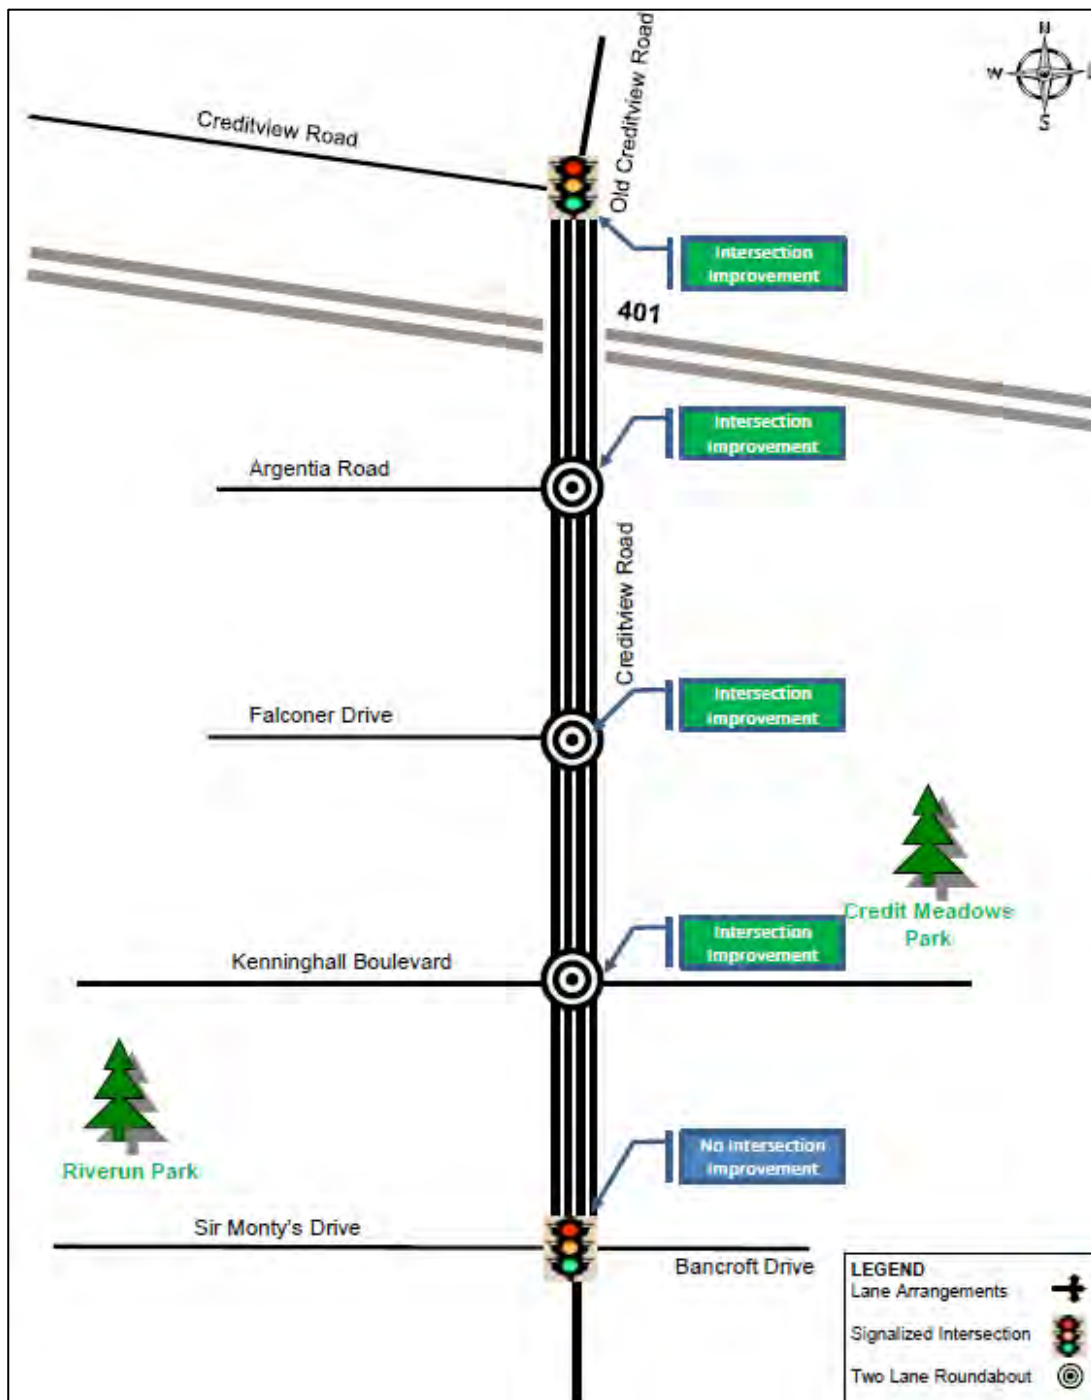 N
W
S
Creditview Road
Old Creditview Road
Intersection
Improvement
401
Intersection
Improvement
Argentia Road
Creditview Road
Intersection
Improvement
Falconer Drive
Credit Meadows
Park
Intersection
Improvement
Kenninghall Boulevard
No Intersection
Improvement
Riverun Park
Sir Monty's Drive
Bancroft Drive
LEGEND
Lane Arrangements
Signalized Intersection
Two Lane Roundabout